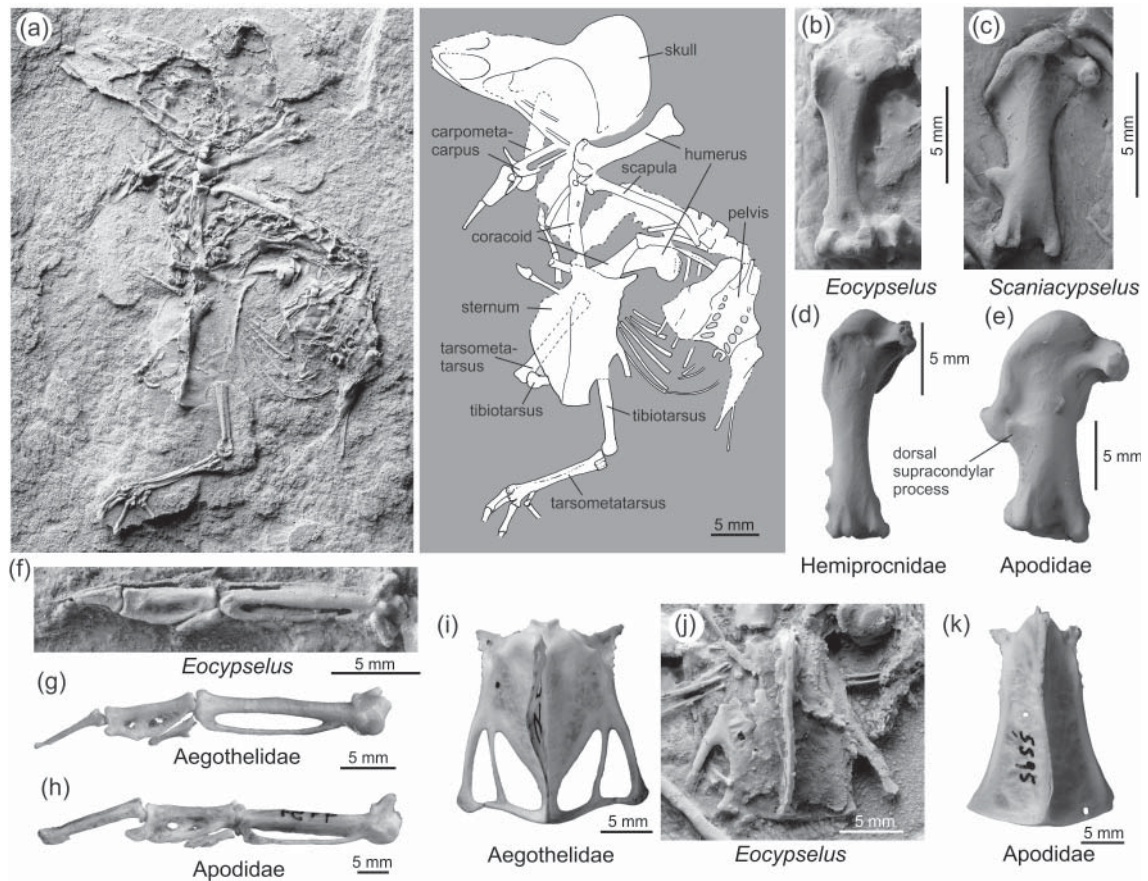 (a)
skull
carpometa-
carpus
humerus
scapula
pelvis
coracoid
sternum
tarsometa-
tarsus
tibiotarsus
tibiotarsus
tarsometatarsus
5 mm
(b)
5 mm
Eocypselus
(c)
5 mm
Scaniacypselus
(d)
5 mm
Hemiprocnidae
(e)
5 mm
dorsal
supracondylar
process
Apodidae
(f)
Eocypselus
5 mm
(g)
Aegothelidae
5 mm
(h)
Apodidae
5 mm
(i)
5 mm
Aegothelidae
(j)
5 mm
Eocypselus
(k)
5 mm
Apodidae